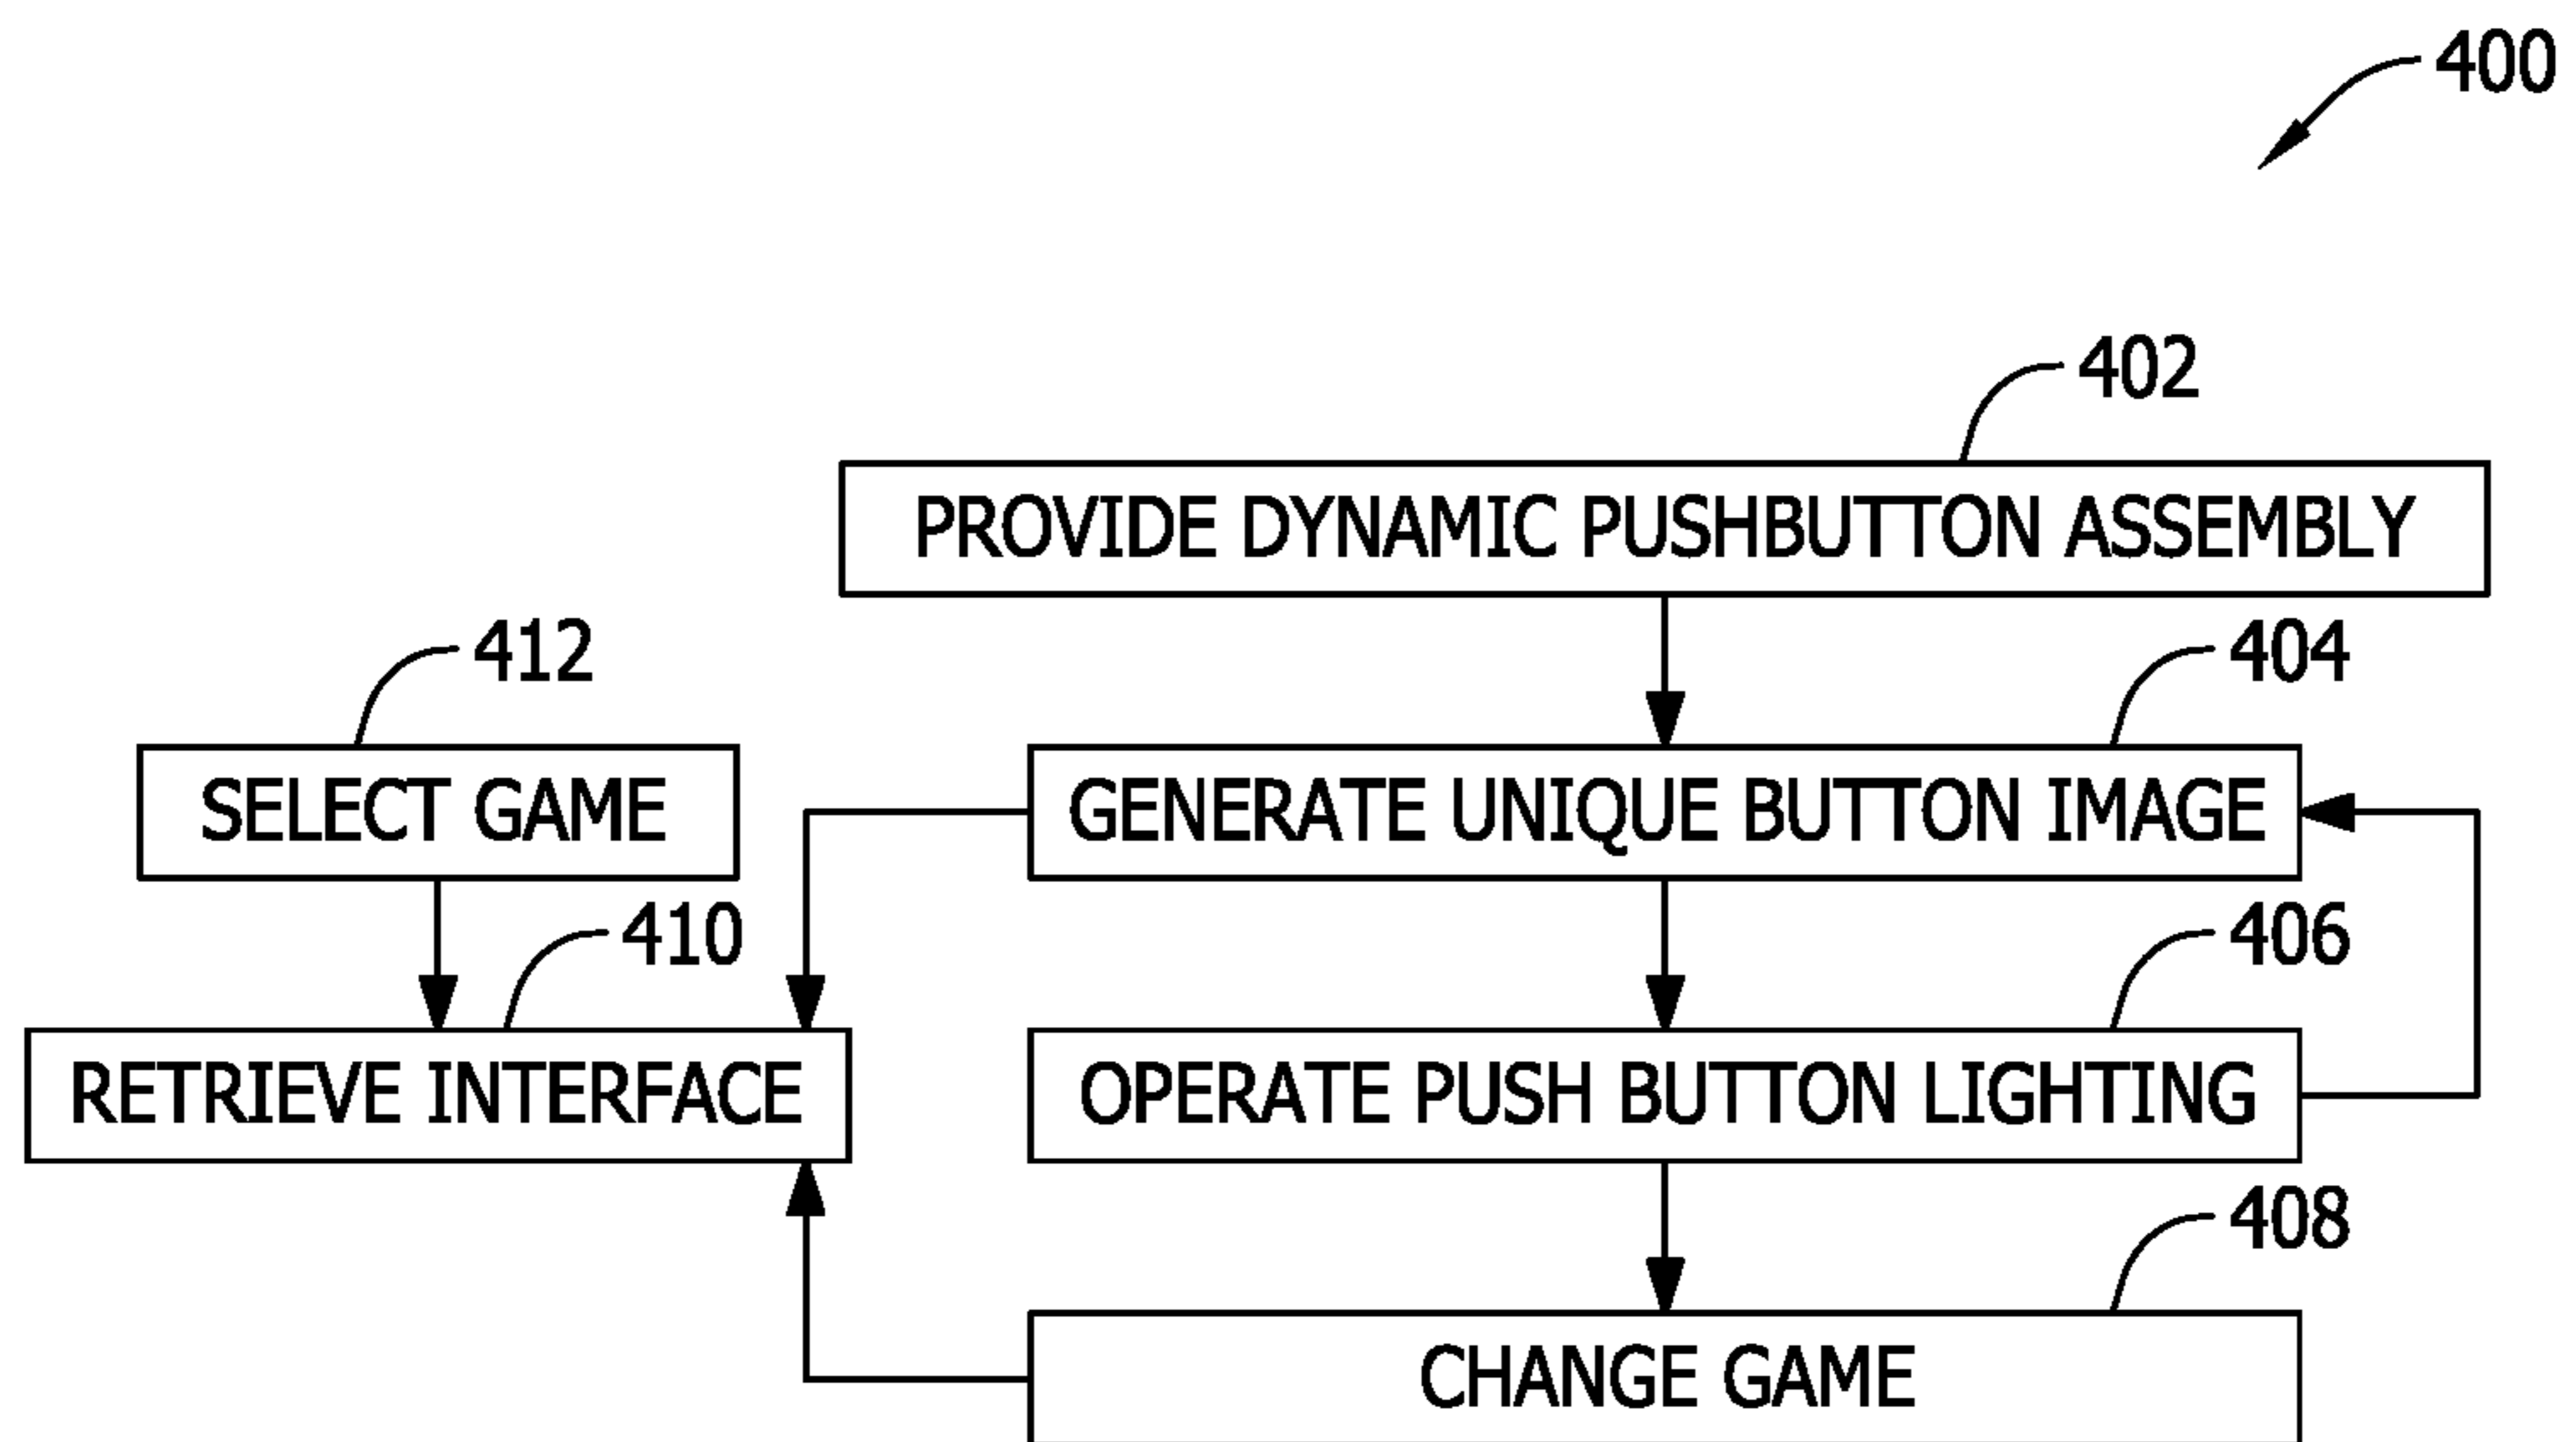 400
402
PROVIDE DYNAMIC PUSHBUTTON ASSEMBLY
412
404
SELECT GAME
GENERATE UNIQUE BUTTON IMAGE
410
406
RETRIEVE INTERFACE
OPERATE PUSH BUTTON LIGHTING
408
CHANGE GAME